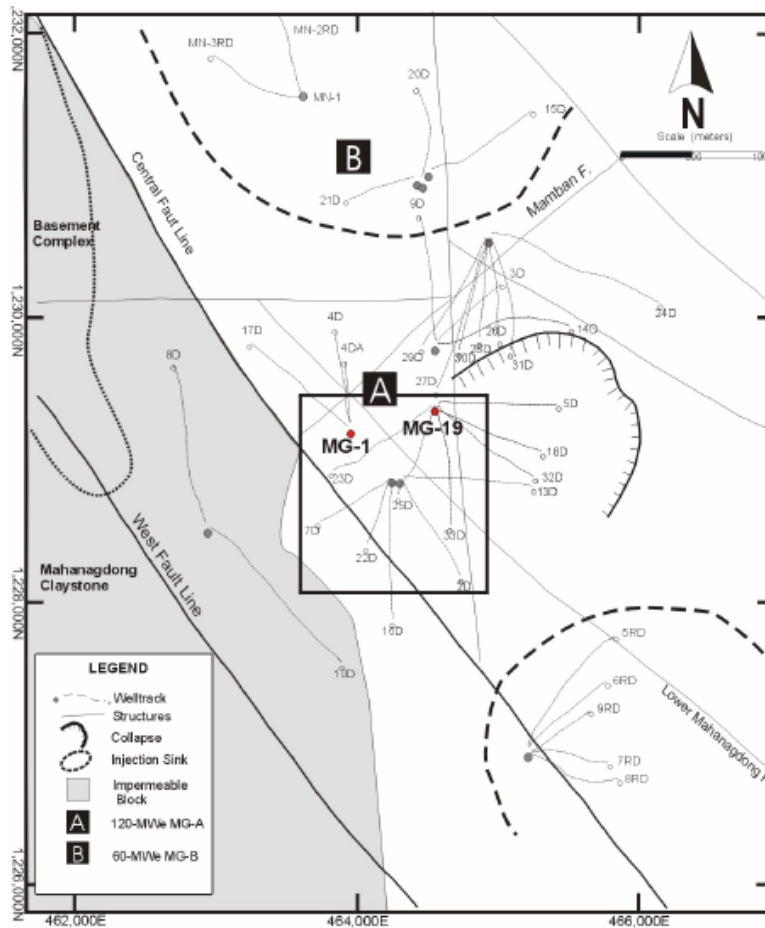 1,232,000N
MN-3RD
MN-2RD
MN-1
20D
15D
N
Scale (meters)
B
21D
9D
Mamban F.
Central Faut Line
Basement
Complex
3D
24D
17D
4D
4DA
8D
29D
30D
26D
31D
14D
27D
1,230,000N
A
MG-1
MG-19
5D
18D
32D
13D
23D
25D
7D
22D
33D
2D
16D
10D
West Fault Line
Mahanagdong
Claystone
1,228,000N
5RD
6RD
9RD
7RD
8RD
Lower Mahanagdong
LEGEND
Welltrack
Structures
Collapse
Injection Sink
Impermeable
Block
A
120-MWe MG-A
B
60-MWe MG-B
1,226,000N
462,000E
464,000E
466,000E